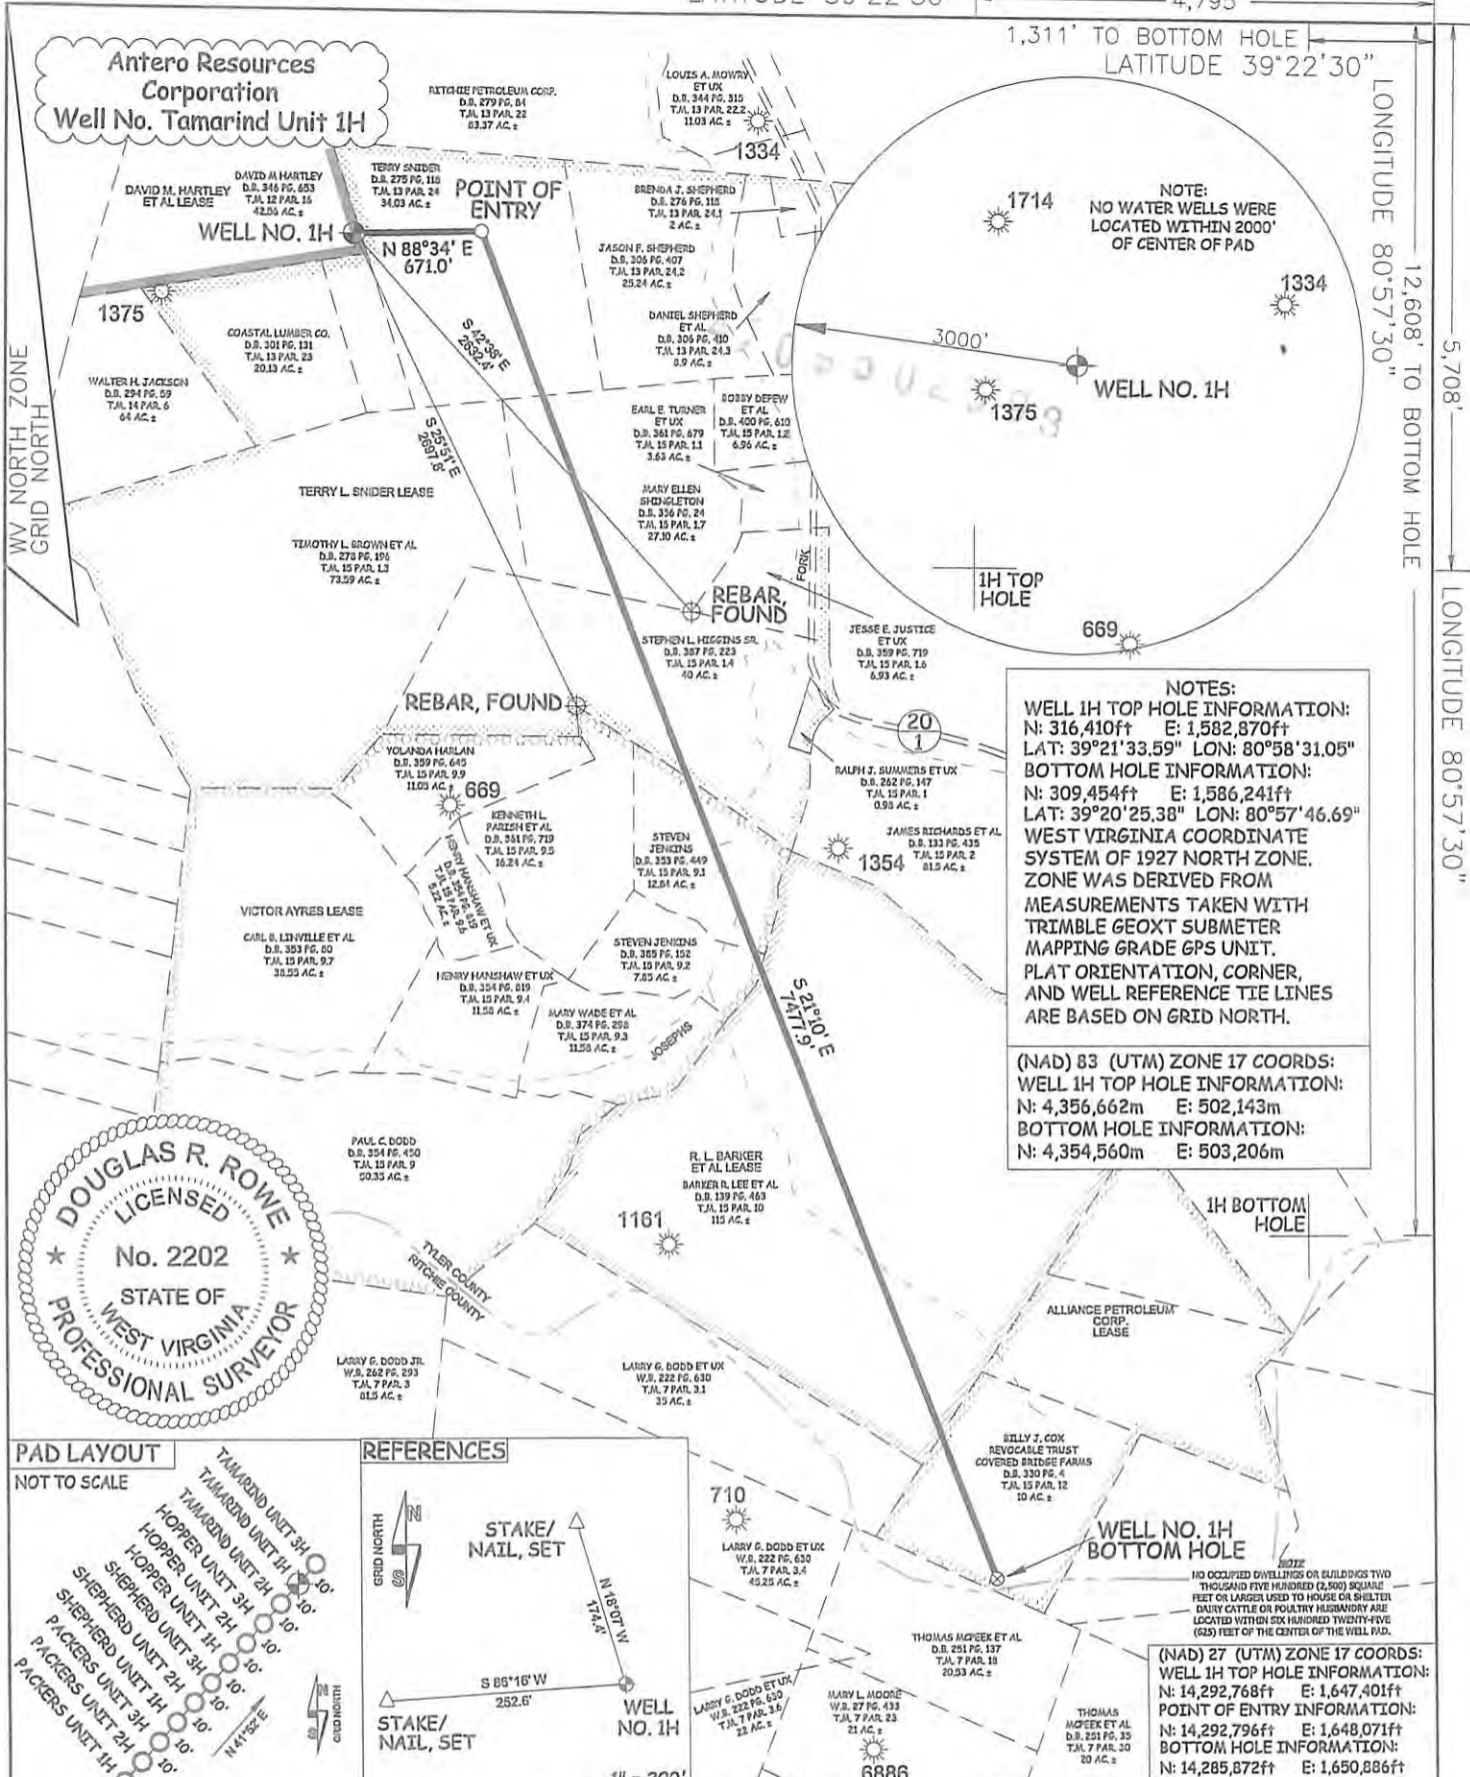 4,795'
1,311' TO BOTTOM HOLE
LATITUDE 39°22'30"
LONGITUDE 80°57'30"
12,608' TO BOTTOM HOLE
5,708'
LONGITUDE 80°57'30"
Antero Resources
Corporation
Well No. Tamarind Unit 1H
WV NORTH ZONE
GRID NORTH
RITCHIE PETROLEUM CORP.
D.B. 279 PG. 84
T.M. 13 PAR. 22
83.37 AC. ±
LOUIS A. MOWRY
ET UX
D.B. 344 PG. 315
T.M. 13 PAR. 22.2
11.03 AC. ±
1334
DAVID M. HARTLEY
ET AL LEASE
DAVID M HARTLEY
D.B. 346 PG. 653
T.M. 12 PAR. 15
TERRY SNIDER
D.B. 275 PG. 118
T.M. 13 PAR. 24
34.03 AC. ±
POINT OF
ENTRY
WELL NO. 1H
N 88°34' E
671.0'
BRENDA J. SHEPHERD
D.B. 276 PG. 115
T.M. 13 PAR. 24.1
2 AC. ±
JASON F. SHEPHERD
D.B. 306 PG. 407
T.M. 13 PAR. 24.2
25.24 AC. ±
DANIEL SHEPHERD
ET AL
D.B. 306 PG. 410
T.M. 13 PAR. 24.3
8.9 AC. ±
1375
COASTAL LUMBER CO.
D.B. 301 PG. 131
T.M. 13 PAR. 23
20.13 AC. ±
WALTER H. JACKSON
D.B. 294 PG. 59
T.M. 14 PAR. 6
64 AC. ±
S 42°38' E
2632.4'
S 25°51' E
2697.8'
EARL E. TURNER
ET UX
D.B. 361 PG. 679
T.M. 15 PAR. 1.1
3.63 AC. ±
BOBBY DEPEW
ET AL
D.B. 400 PG. 610
T.M. 15 PAR. 1.2
6.96 AC. ±
MARY ELLEN
SHINGLETON
D.B. 356 PG. 24
T.M. 15 PAR. 1.7
27.10 AC. ±
TERRY L. SNIDER LEASE
TIMOTHY L. BROWN ET AL
D.B. 275 PG. 196
T.M. 15 PAR. 1.3
73.59 AC. ±
FORK
REBAR,
FOUND
STEPHEN L. HIGGINS SR.
D.B. 387 PG. 223
T.M. 15 PAR. 1.4
40 AC. ±
JESSE E. JUSTICE
ET UX
D.B. 359 PG. 719
T.M. 15 PAR. 1.6
6.93 AC. ±
REBAR, FOUND
20
1
RALPH J. SUMMERS ET UX
D.B. 262 PG. 147
T.M. 15 PAR. 1
0.98 AC. ±
1714
NOTE:
NO WATER WELLS WERE
LOCATED WITHIN 2000'
OF CENTER OF PAD
1334
3000'
WELL NO. 1H
1375
1H TOP
HOLE
669
NOTES:
WELL 1H TOP HOLE INFORMATION:
N: 316,410ft E: 1,582,870ft
LAT: 39°21'33.59" LON: 80°58'31.05"
BOTTOM HOLE INFORMATION:
N: 309,454ft E: 1,586,241ft
LAT: 39°20'25.38" LON: 80°57'46.69"
WEST VIRGINIA COORDINATE
SYSTEM OF 1927 NORTH ZONE.
ZONE WAS DERIVED FROM
MEASUREMENTS TAKEN WITH
TRIMBLE GEOXT SUBMETER
MAPPING GRADE GPS UNIT.
PLAT ORIENTATION, CORNER,
AND WELL REFERENCE TIE LINES
ARE BASED ON GRID NORTH.
(NAD) 83 (UTM) ZONE 17 COORDS:
WELL 1H TOP HOLE INFORMATION:
N: 4,356,662m E: 502,143m
BOTTOM HOLE INFORMATION:
N: 4,354,560m E: 503,206m
YOLANDA HARLAN
D.B. 359 PG. 645
T.M. 15 PAR. 9.9
11.05 AC. ±
669
KENNETH L.
PARISH ET AL
D.B. 361 PG. 719
T.M. 15 PAR. 9.5
16.24 AC. ±
HENRY HANSHAW ET UX
D.B. 354 PG. 819
T.M. 15 PAR. 9.6
STEVEN
JENKINS
D.B. 353 PG. 449
T.M. 15 PAR. 9.1
12.81 AC. ±
1354
JAMES RICHARDS ET AL
D.B. 133 PG. 435
T.M. 15 PAR. 2
81.5 AC. ±
VICTOR AYRES LEASE
CARL B. LINVILLE ET AL
D.B. 353 PG. 80
T.M. 15 PAR. 9.7
38.55 AC. ±
STEVEN JENKINS
D.B. 385 PG. 152
T.M. 15 PAR. 9.2
7.85 AC. ±
HENRY HANSHAW ET UX
D.B. 354 PG. 819
T.M. 15 PAR. 9.4
11.58 AC. ±
MARY WADE ET AL
D.B. 374 PG. 298
T.M. 15 PAR. 9.3
11.58 AC. ±
JOSEPHS
S 21°10' E
7477.9'
PAUL C. DODD
D.B. 354 PG. 450
T.M. 15 PAR. 9
50.35 AC. ±
R. L. BARKER
ET AL LEASE
BARKER R. LEE ET AL
D.B. 139 PG. 463
T.M. 15 PAR. 10
115 AC. ±
1161
TYLER COUNTY
RITCHIE COUNTY
1H BOTTOM
HOLE
ALLIANCE PETROLEUM
CORP.
LEASE
DOUGLAS R. ROWE
LICENSED
No. 2202
STATE OF
WEST VIRGINIA
PROFESSIONAL SURVEYOR
LARRY G. DODD JR.
W.B. 262 PG. 293
T.M. 7 PAR. 3
81.5 AC. ±
LARRY G. DODD ET UX
W.B. 222 PG. 630
T.M. 7 PAR. 3.1
35 AC. ±
BILLY J. COX
REVOCABLE TRUST
COVERED BRIDGE FARMS
D.B. 330 PG. 4
T.M. 15 PAR. 12
10 AC. ±
PAD LAYOUT
NOT TO SCALE
TAMARIND UNIT 3H
TAMARIND UNIT 1H
TAMARIND UNIT 2H
HOPPER UNIT 3H
HOPPER UNIT 2H
HOPPER UNIT 1H
SHEPHERD UNIT 3H
SHEPHERD UNIT 2H
SHEPHERD UNIT 1H
PACKERS UNIT 3H
PACKERS UNIT 2H
PACKERS UNIT 1H
10'
10'
10'
10'
10'
10'
10'
10'
10'
10'
10'
N 41°52' E
N
S
GRID NORTH
REFERENCES
GRID NORTH
N
S
STAKE/
NAIL, SET
N 18°07' W
174.4'
S 86°16' W
252.6'
STAKE/
NAIL, SET
WELL
NO. 1H
710
LARRY G. DODD ET UX
W.B. 222 PG. 630
T.M. 7 PAR. 3.4
45.25 AC. ±
WELL NO. 1H
BOTTOM HOLE
NOTE
NO OCCUPIED DWELLINGS OR BUILDINGS TWO
THOUSAND FIVE HUNDRED (2,500) SQUARE
FEET OR LARGER USED TO HOUSE OR SHELTER
DAIRY CATTLE OR POULTRY HUSBANDRY ARE
LOCATED WITHIN SIX HUNDRED TWENTY-FIVE
(625) FEET OF THE CENTER OF THE WELL PAD.
THOMAS MCPEEK ET AL
D.B. 251 PG. 137
T.M. 7 PAR. 18
20.53 AC. ±
LARRY G. DODD ET UX
W.B. 222 PG. 630
T.M. 7 PAR. 3.6
22 AC. ±
MARY L. MOORE
W.B. 27 PG. 433
T.M. 7 PAR. 23
21 AC. ±
6886
THOMAS
MCPEEK ET AL
D.B. 251 PG. 35
T.M. 7 PAR. 30
20 AC. ±
(NAD) 27 (UTM) ZONE 17 COORDS:
WELL 1H TOP HOLE INFORMATION:
N: 14,292,768ft E: 1,647,401ft
POINT OF ENTRY INFORMATION:
N: 14,292,796ft E: 1,648,071ft
BOTTOM HOLE INFORMATION:
N: 14,285,872ft E: 1,650,886ft